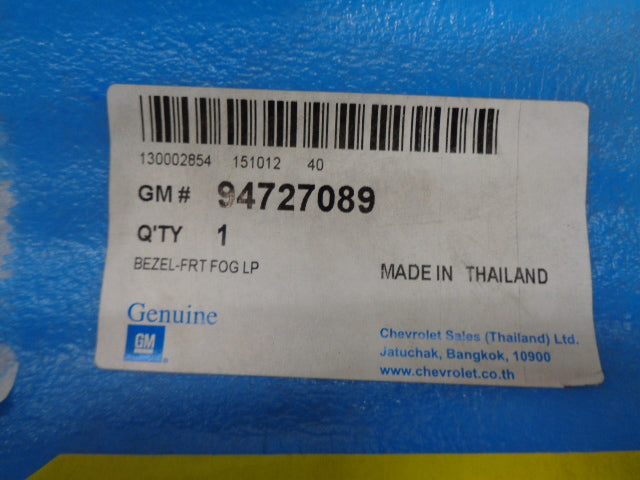 130002854 151012 40
GM # 94727089
Q'TY 1
BEZEL-FRT FOG LP
MADE IN THAILAND
Genuine
GM
Chevrolet Sales (Thailand) Ltd.
Jatuchak, Bangkok, 10900
www.chevrolet.co.th